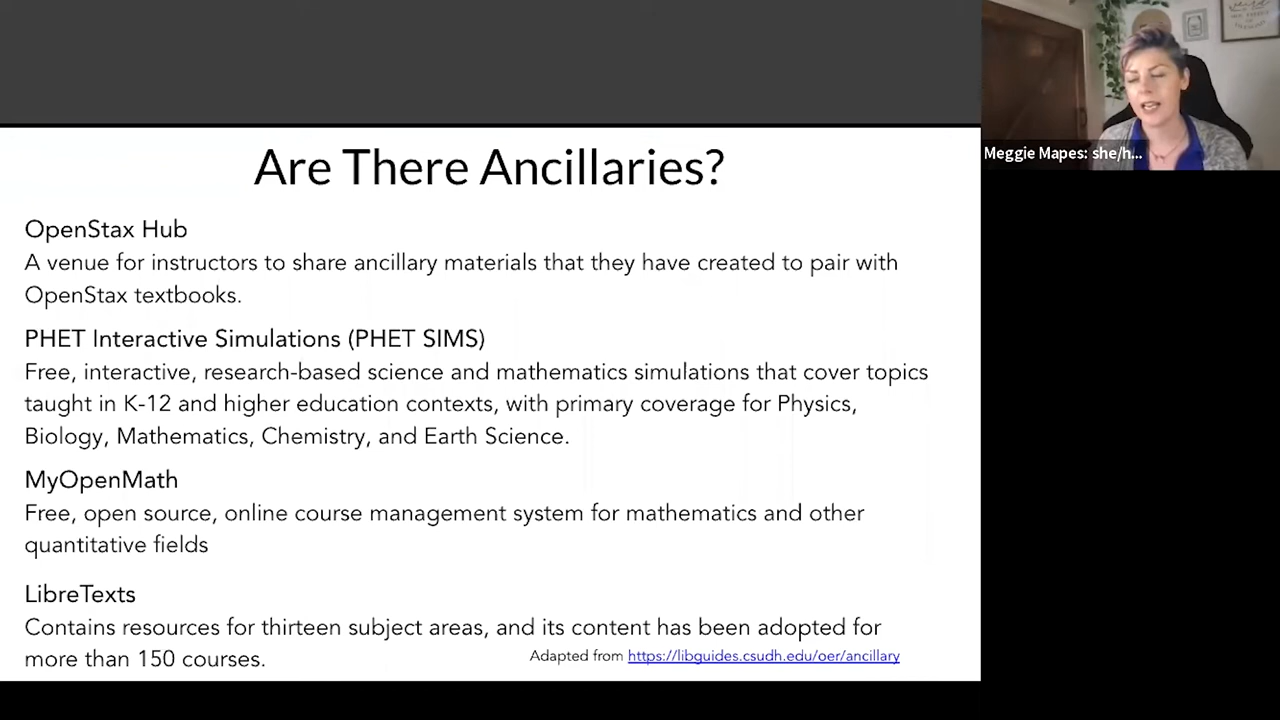 Are There Ancillaries?
OpenStax Hub
A venue for instructors to share ancillary materials that they have created to pair with
OpenStax textbooks.
PHET Interactive Simulations (PHET SIMS)
Free, interactive, research-based science and mathematics simulations that cover topics
taught in K-12 and higher education contexts, with primary coverage for Physics,
Biology, Mathematics, Chemistry, and Earth Science.
MyOpenMath
Free, open source, online course management system for mathematics and other
quantitative fields
LibreTexts
Contains resources for thirteen subject areas, and its content has been adopted for
more than 150 courses.
Adapted from https://libguides.csudh.edu/oer/ancillary
Meggie Mapes: she/h...